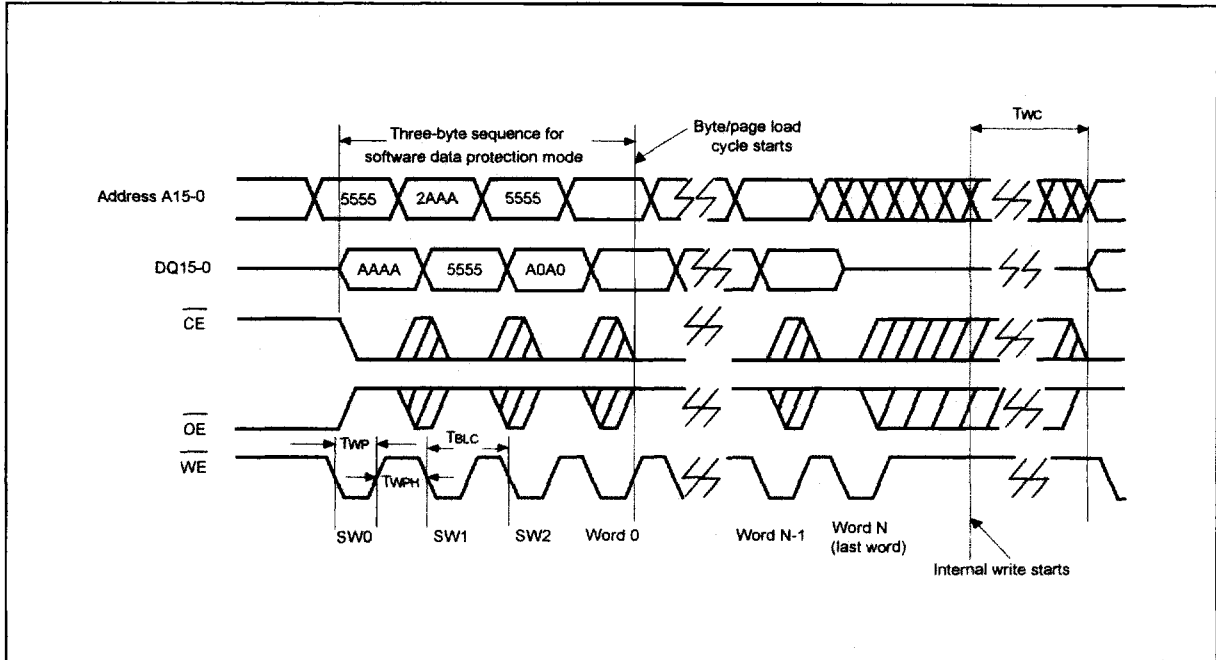 Three-byte sequence for
software data protection mode
Byte/page load
cycle starts
TWC
Address A15-0
5555
2AAA
5555
DQ15-0
AAAA
5555
A0A0
CE
OE
TWP
TBLC
WE
TWPH
SW0
SW1
SW2
Word 0
Word N-1
Word N
(last word)
Internal write starts